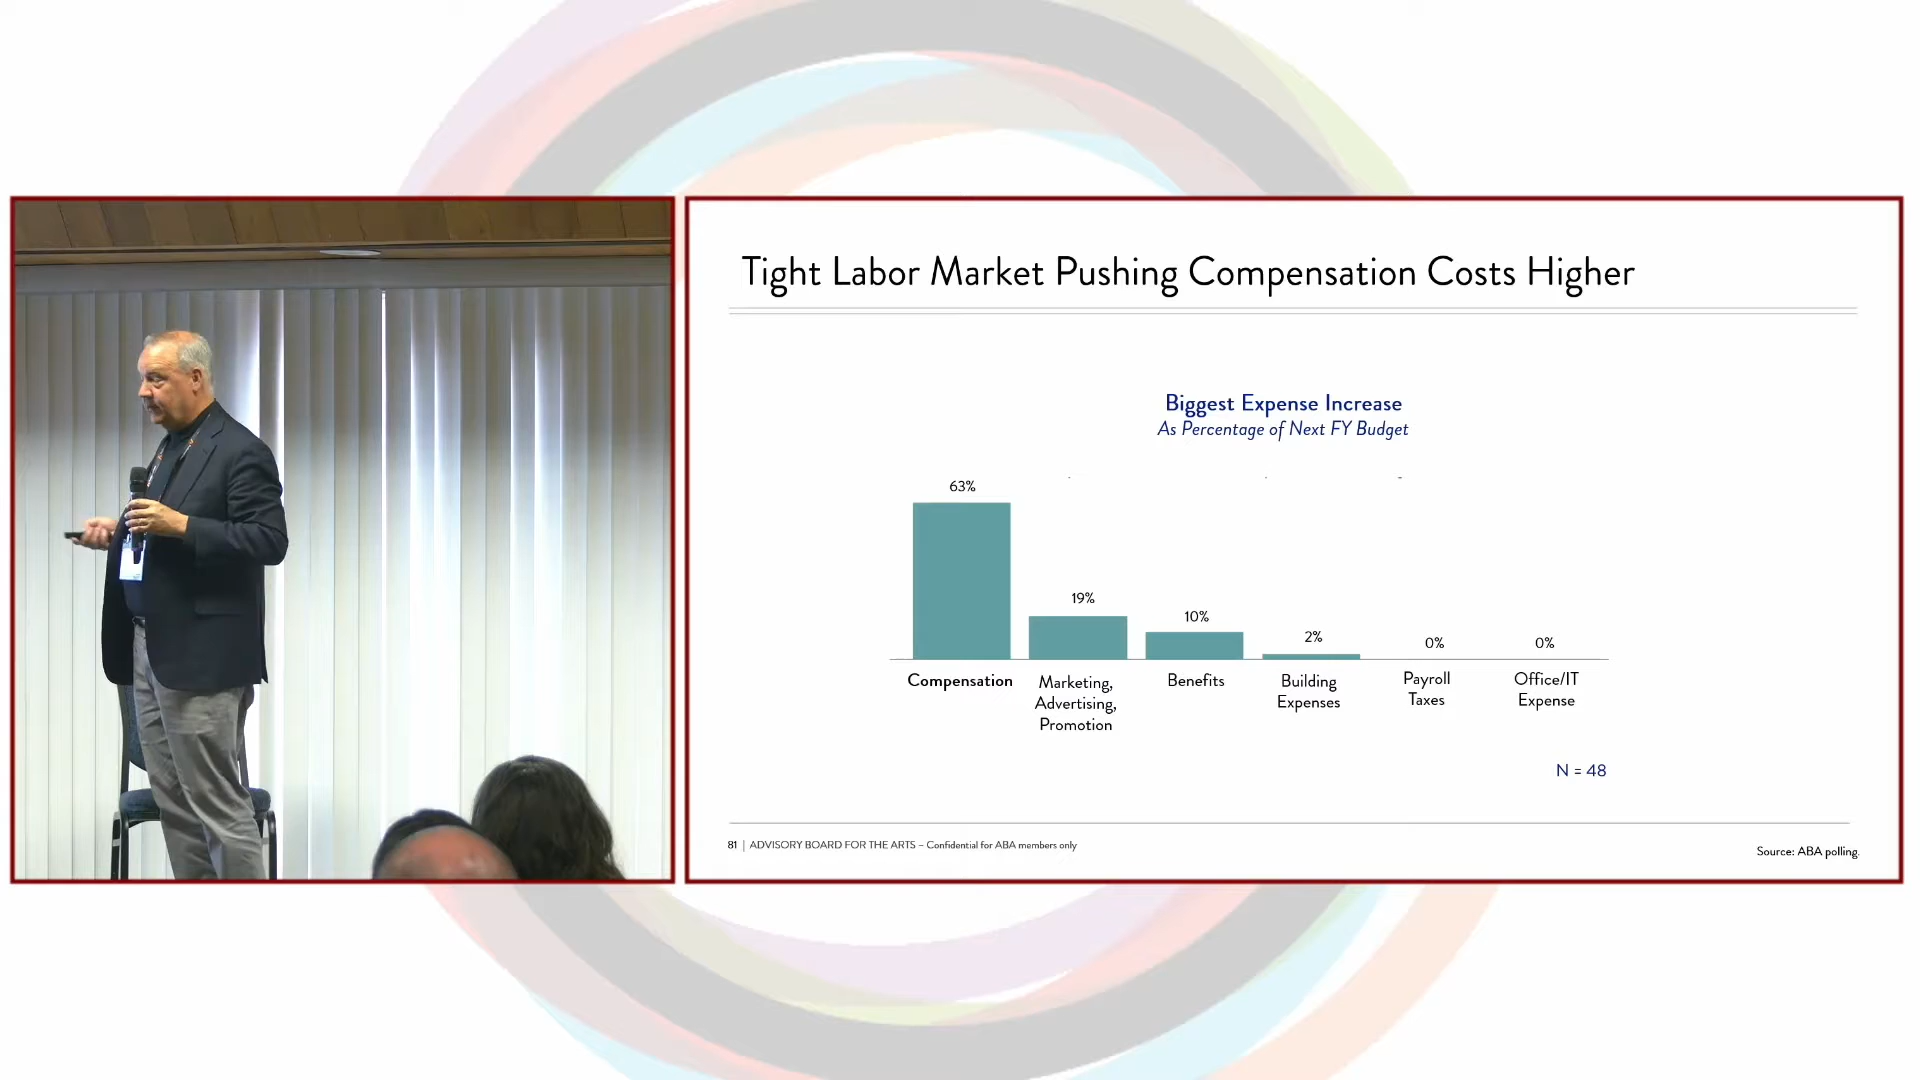 Tight Labor Market Pushing Compensation Costs Higher
Biggest Expense Increase
As Percentage of Next FY Budget
63%
19%
10%
2%
0%
0%
Compensation
Marketing,
Advertising,
Promotion
Benefits
Building
Expenses
Payroll
Taxes
Office/IT
Expense
N = 48
81 | ADVISORY BOARD FOR THE ARTS – Confidential for ABA members only
Source: ABA polling.